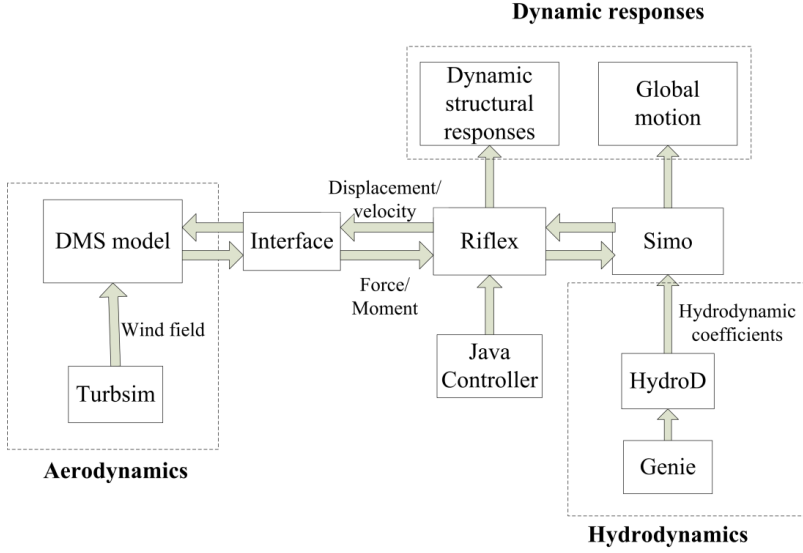 Dynamic responses
Dynamic
structural
responses
Global
motion
Displacement/
velocity
DMS model
Interface
Riflex
Simo
Force/
Moment
Wind field
Hydrodynamic
coefficients
Java
Controller
Turbsim
HydroD
Aerodynamics
Genie
Hydrodynamics